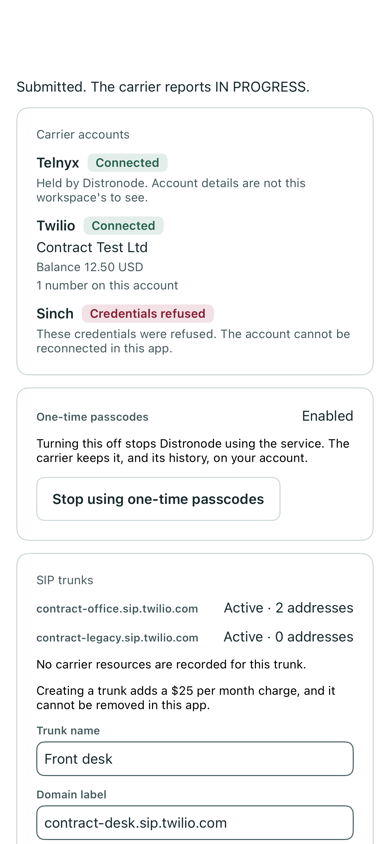 Submitted. The carrier reports IN PROGRESS.
Carrier accounts
Telnyx Connected
Held by Distronode. Account details are not this
workspace's to see.
Twilio Connected
Contract Test Ltd
Balance 12.50 USD
1 number on this account
Sinch Credentials refused
These credentials were refused. The account cannot be
reconnected in this app.
One-time passcodes Enabled
Turning this off stops Distronode using the service. The
carrier keeps it, and its history, on your account.
Stop using one-time passcodes
SIP trunks
contract-office.sip.twilio.com Active · 2 addresses
contract-legacy.sip.twilio.com Active · 0 addresses
No carrier resources are recorded for this trunk.
Creating a trunk adds a $25 per month charge, and it
cannot be removed in this app.
Trunk name
Front desk
Domain label
contract-desk.sip.twilio.com